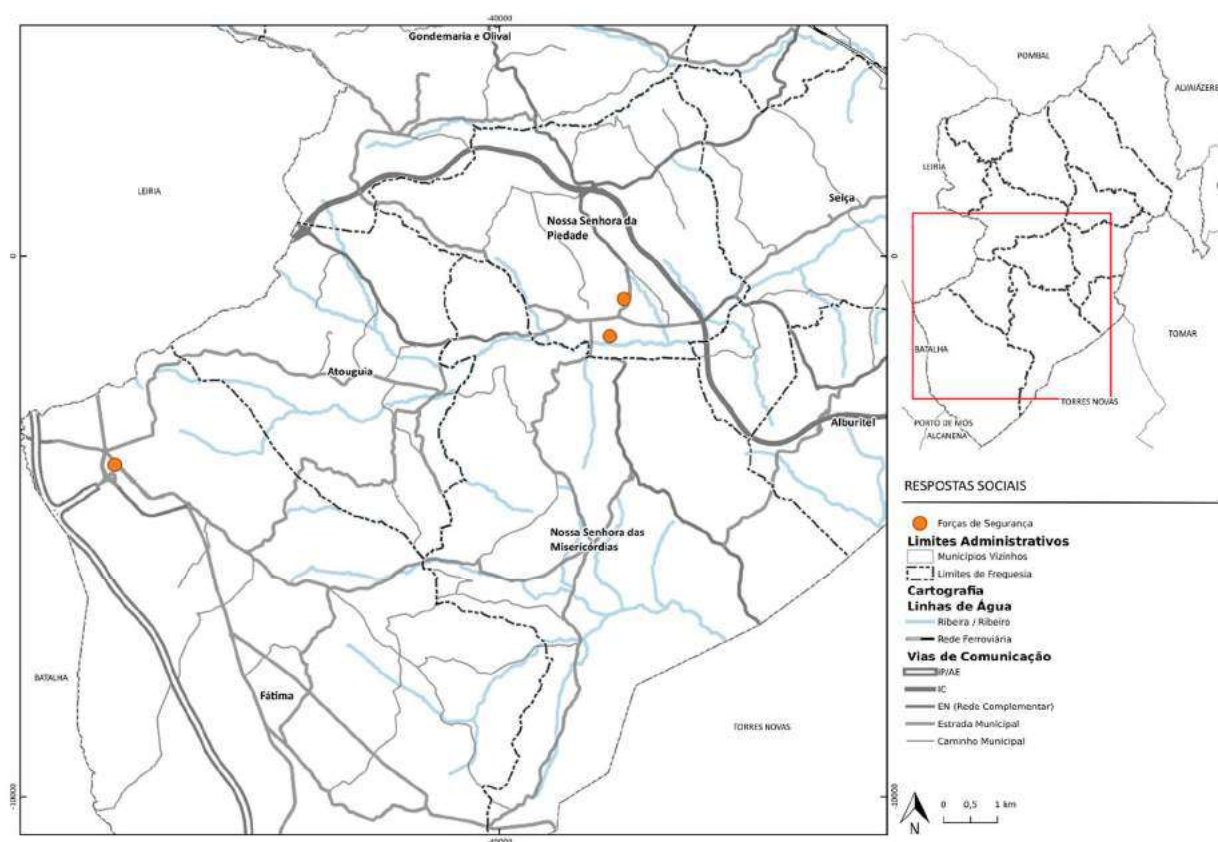 -40000
Gondemaria e Olival
LEIRIA
Seiça
Nossa Senhora da
Piedade
0
0
Atouguia
Alburitel
Nossa Senhora das
Misericórdias
BATALHA
Fátima
TORRES NOVAS
-10000
-10000
-40000
POMBAL
ALVAIÁZERE
LEIRIA
BATALHA
TOMAR
TORRES NOVAS
PORTO DE MÓS
ALCANENA
RESPOSTAS SOCIAIS
Forças de Segurança
Limites Administrativos
Municípios Vizinhos
Limites de Freguesia
Cartografia
Linhas de Água
Ribeira / Ribeiro
Rede Ferroviária
Vias de Comunicação
IP/AE
IC
EN (Rede Complementar)
Estrada Municipal
Caminho Municipal
N
0 0,5 1 km